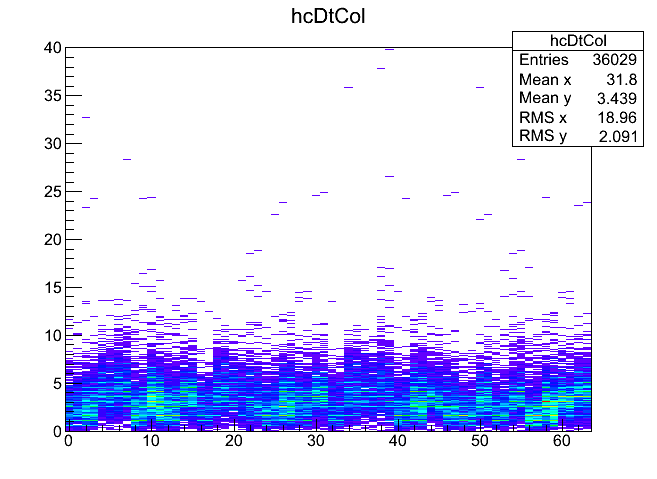 hcDtCol
hcDtCol
Entries 36029
Mean x 31.8
Mean y 3.439
RMS x 18.96
RMS y 2.091
40
35
30
25
20
15
10
5
0
0 10 20 30 40 50 60